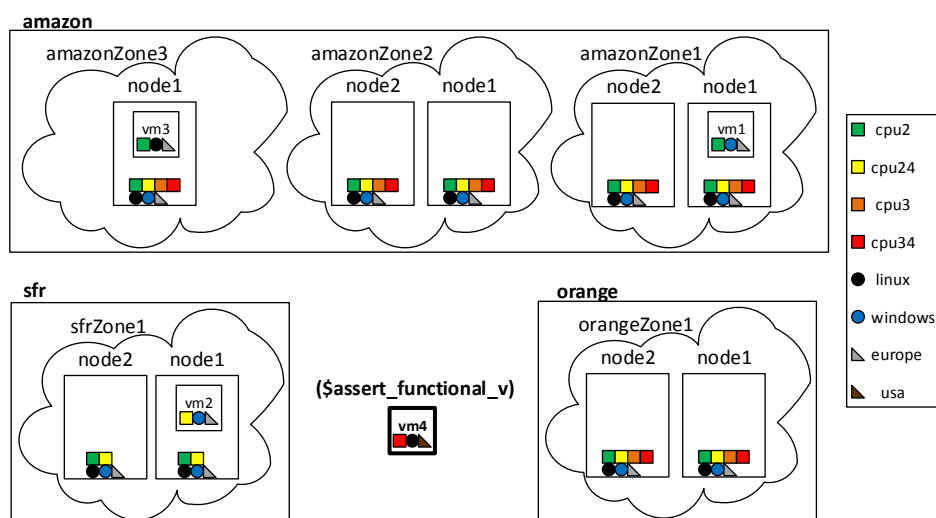 amazon
amazonZone3
node1
vm3
amazonZone2
node2
node1
amazonZone1
node2
node1
vm1
cpu2
cpu24
cpu3
cpu34
linux
windows
europe
usa
sfr
sfrZone1
node2
node1
vm2
($assert_functional_v)
vm4
orange
orangeZone1
node2
node1